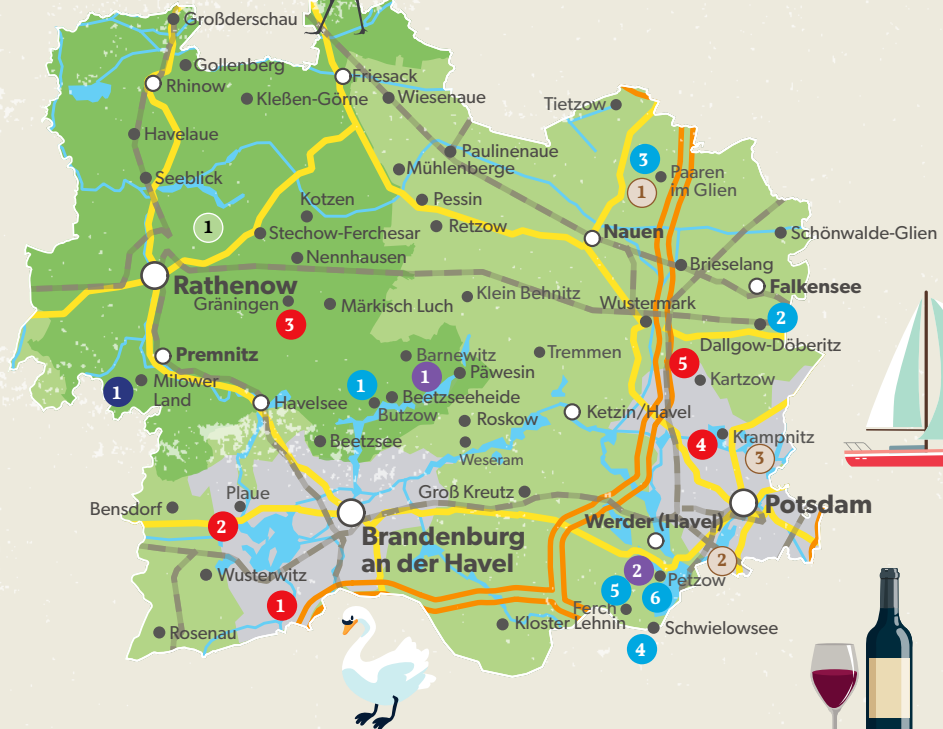 Großderschau
Gollenberg
Rhinow
Friesack
Kleßen-Görne
Wiesenaue
Tietzow
Havelaue
Paulinenaue
3
Mühlenberge
Paaren
im Glien
Seeblick
1
Kotzen
Pessin
1
Stechow-Ferchesar
Retzow
Nauen
Schönwalde-Glien
Nennhausen
Brieselang
Rathenow
Falkensee
Gräningen
Märkisch Luch
Klein Behnitz
Wustermark
3
2
Dallgow-Döberitz
Premnitz
Barnewitz
Tremmen
5
Milower
Land
1
1
1
Päwesin
Kartzow
Havelsee
Beetzseeheide
Butzow
Ketzin/Havel
Roskow
Beetzsee
4
Krampnitz
Weseram
3
Plaue
Groß Kreutz
Bensdorf
Potsdam
2
Werder (Havel)
Brandenburg
an der Havel
2
2
Petzow
Wusterwitz
5
6
1
Ferch
Kloster Lehnin
Schwielowsee
Rosenau
4